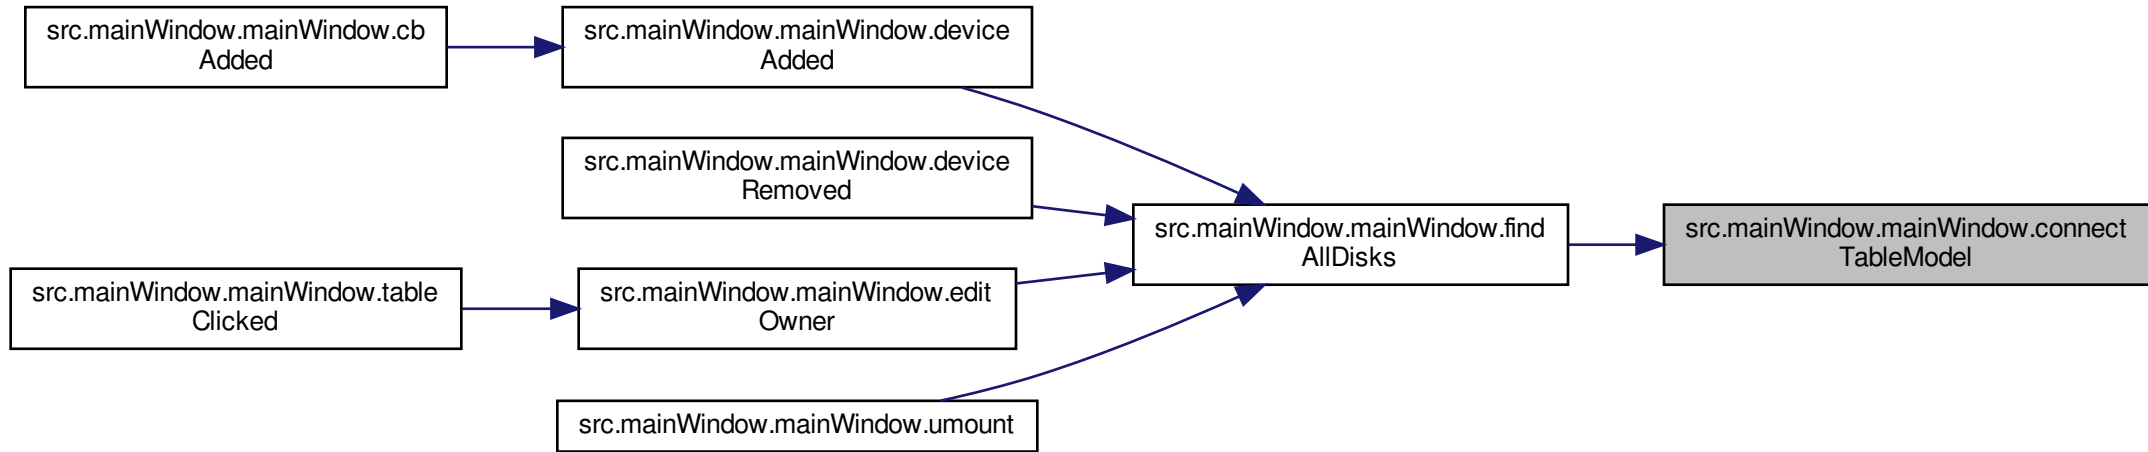 src.mainWindow.mainWindow.cb
Added
src.mainWindow.mainWindow.device
Added
src.mainWindow.mainWindow.device
Removed
src.mainWindow.mainWindow.find
AllDisks
src.mainWindow.mainWindow.connect
TableModel
src.mainWindow.mainWindow.table
Clicked
src.mainWindow.mainWindow.edit
Owner
src.mainWindow.mainWindow.umount